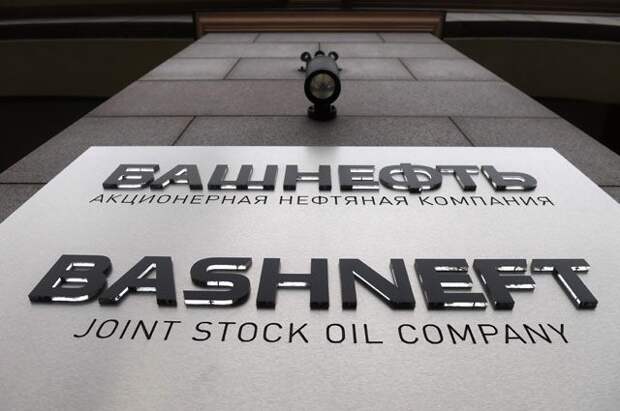 БАШНЕФТЬ
АКЦИОНЕРНАЯ НЕФТЯНАЯ КОМПАНИЯ
BASHNEFT
JOINT STOCK OIL COMPANY